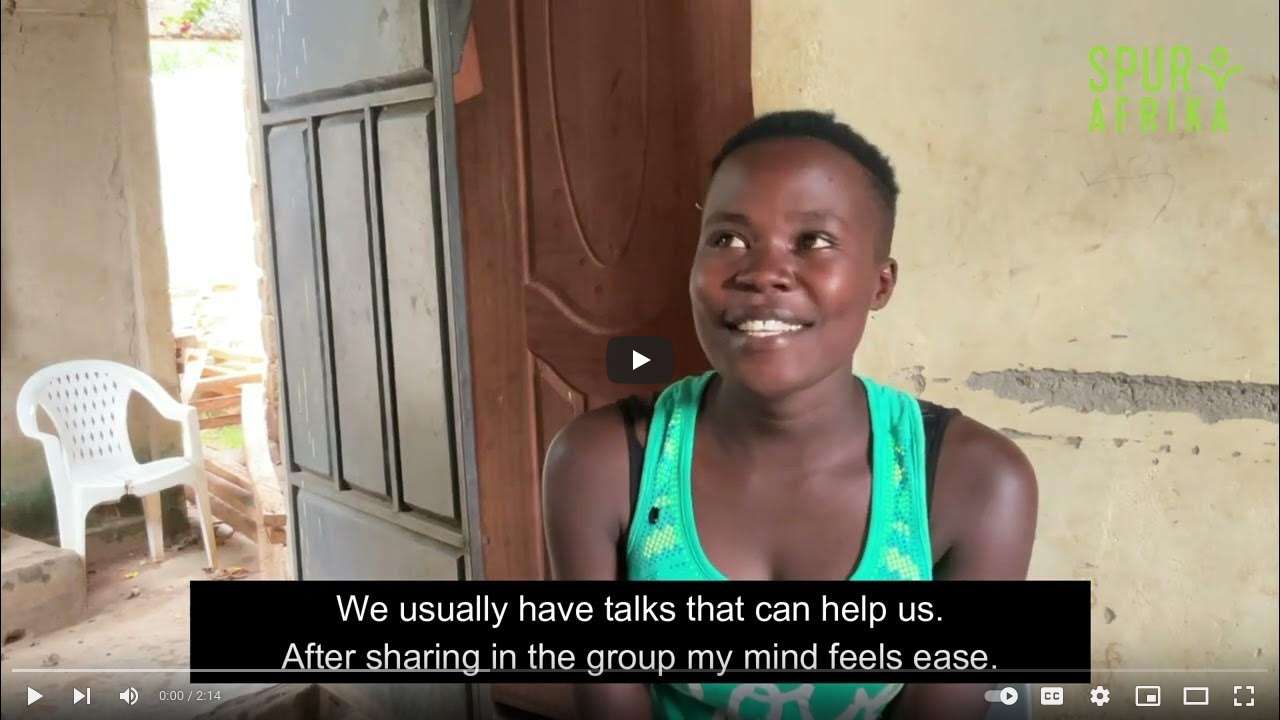 SPUR
AFRIKA
We usually have talks that can help us.
After sharing in the group my mind feels ease.
0:00 / 2:14
CC